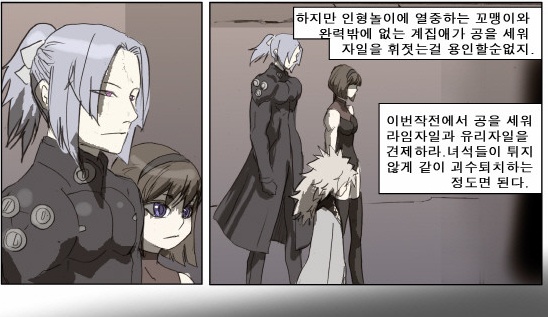 하지만 인형놀이에 열중하는 꼬맹이와
완력밖에 없는 계집애가 공을 세워
자일을 휘젓는걸 용인할순없지.
이번작전에서 공을 세워
라임자일과 유리자일을
견제하라.녀석들이 튀지
않게 같이 괴수퇴치하는
정도면 된다.